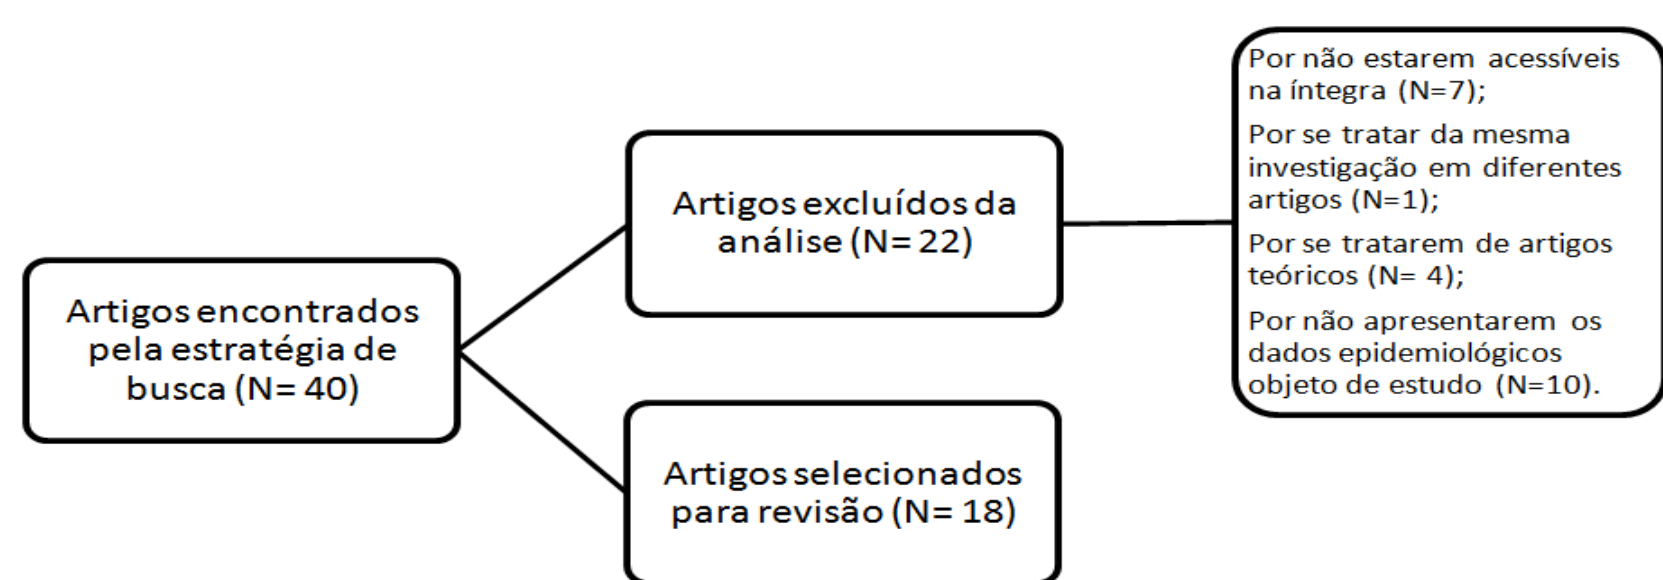 Artigos encontrados
pela estratégia de
busca (N= 40)
Artigos excluídos da
análise (N= 22)
Por não estarem acessíveis
na íntegra (N=7);
Por se tratar da mesma
investigação em diferentes
artigos (N=1);
Por se tratarem de artigos
teóricos (N= 4);
Por não apresentarem os
dados epidemiológicos
objeto de estudo (N=10).
Artigos selecionados
para revisão (N= 18)